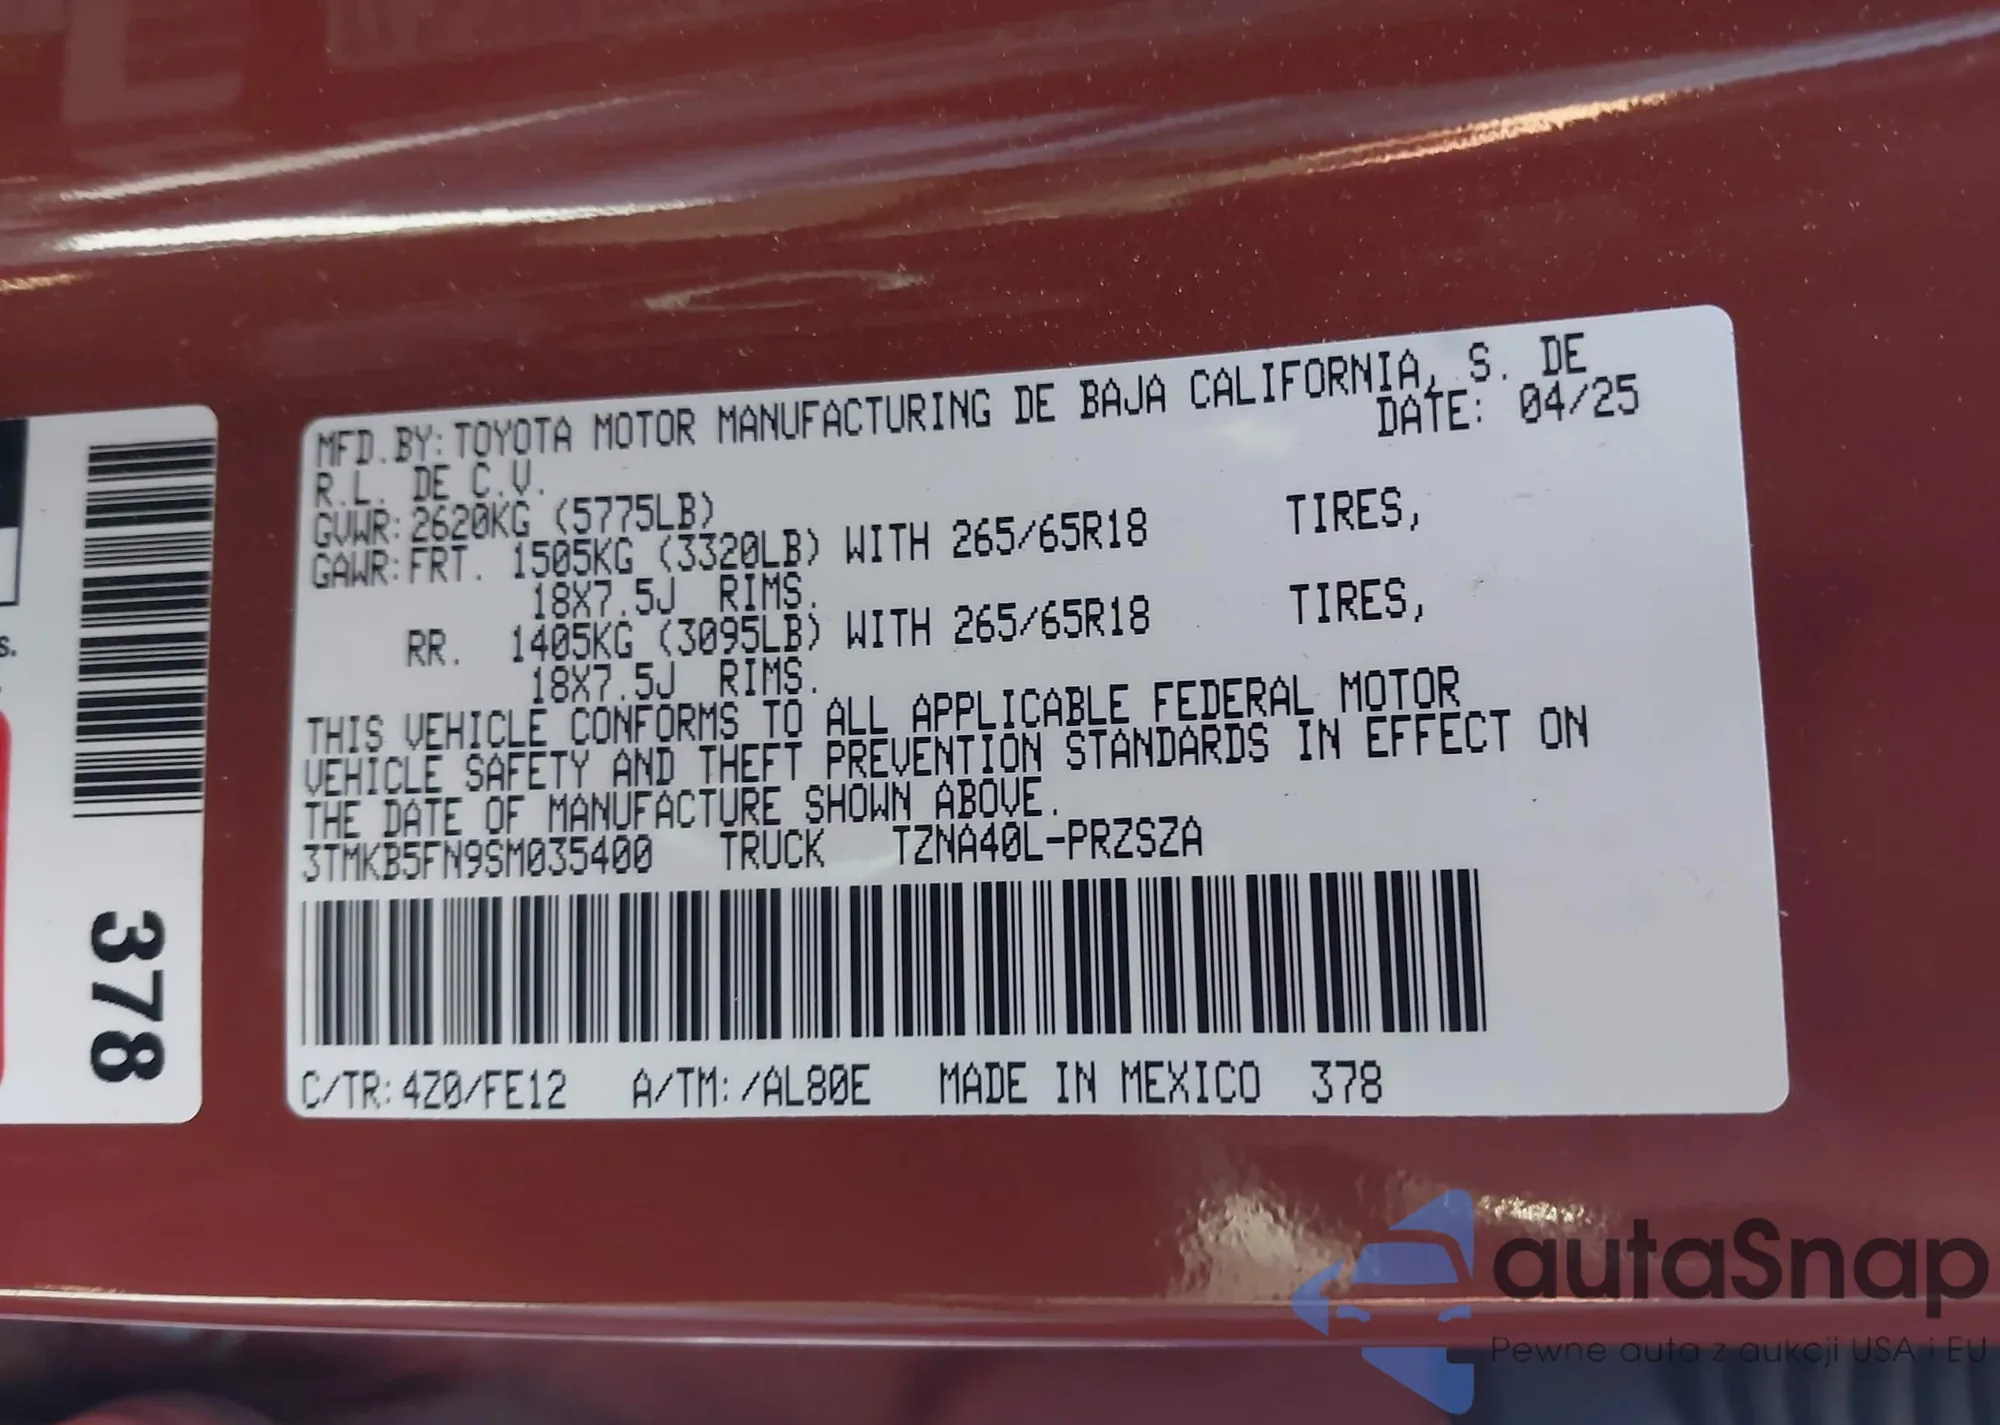 MFD.BY: TOYOTA MOTOR MANUFACTURING DE BAJA CALIFORNIA, S. DE
R.L. DE C.V. DATE: 04/25
GVWR: 2620KG (5775LB)
GAWR: FRT. 1505KG (3320LB) WITH 265/65R18 TIRES,
18X7.5J RIMS.
RR. 1405KG (3095LB) WITH 265/65R18 TIRES,
18X7.5J RIMS.
THIS VEHICLE CONFORMS TO ALL APPLICABLE FEDERAL MOTOR
VEHICLE SAFETY AND THEFT PREVENTION STANDARDS IN EFFECT ON
THE DATE OF MANUFACTURE SHOWN ABOVE.
3TMKB5FN9SM035400 TRUCK TZNA40L-PRZSZA
C/TR: 4Z0/FE12 A/TM: /AL80E MADE IN MEXICO 378
378
s.
autaSnap
Pewne auta z aukcji USA i EU